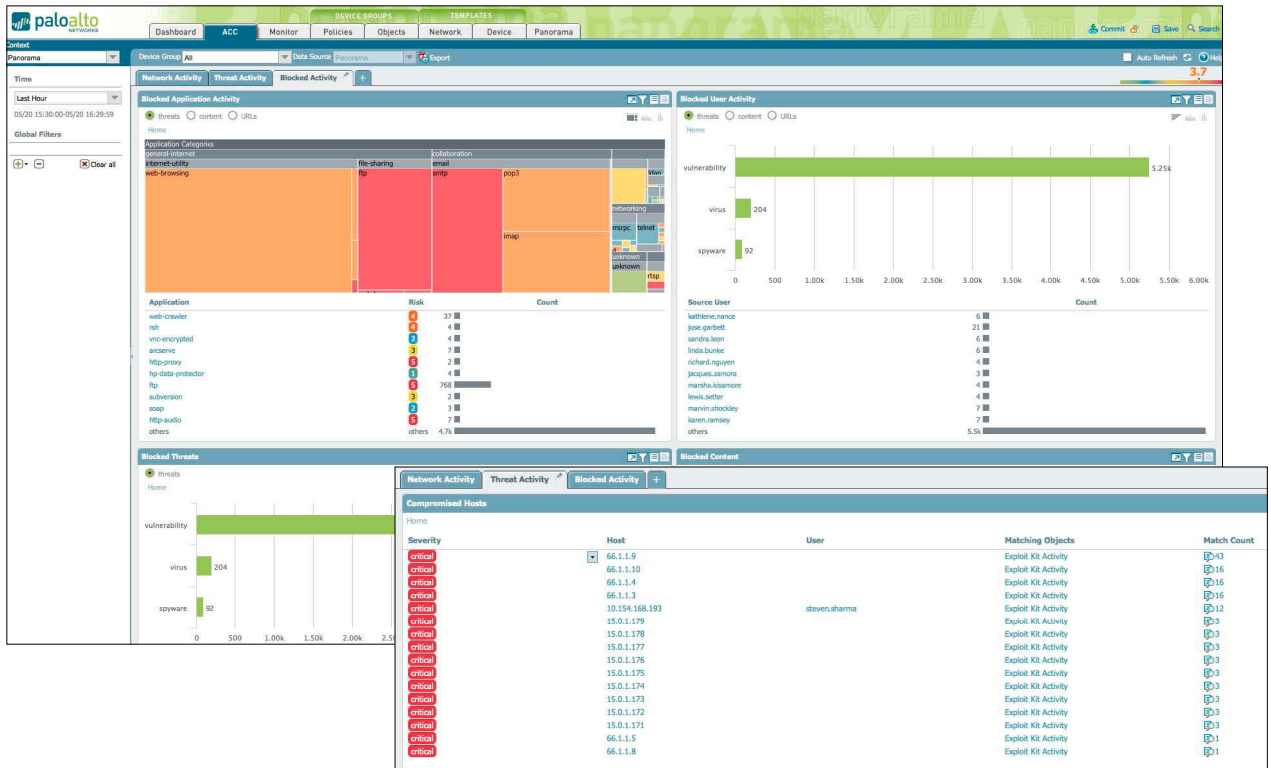 paloalto
NETWORKS
DEVICE GROUPS TEMPLATES
Dashboard ACC Monitor Policies Objects Network Device Panorama
Commit Save Search
Context
Panorama
Device Group All Data Source Panorama Export
Auto Refresh Help
Time
Last Hour
05/20 15:30:00-05/20 16:29:59
Global Filters
Clear all
Network Activity Threat Activity Blocked Activity +
3.7
Blocked Application Activity
threats content URLs
Home
Application Categories
general-internet collaboration
internet-utility file-sharing email
web-browsing ftp smtp pop3
imap
networking
msrpc telnet
unknown
unknown
rtsp
Application Risk Count
web-crawler 4 37
rsh 4 4
vnc-encrypted 2 4
arcserve 3 7
http-proxy 5 2
hp-data-protector 1 4
ftp 5 768
subversion 3 2
soap 2 3
http-audio 5 7
others others 4.7k
Blocked User Activity
threats content URLs
Home
vulnerability 5.25k
virus 204
spyware 92
0 500 1.00k 1.50k 2.00k 2.50k 3.00k 3.50k 4.00k 4.50k 5.00k 5.50k 6.00k
Source User Count
kathlene.nance 6
jose.garbett 21
sandra.leon 6
linda.bunke 6
richard.nguyen 4
jacques.zamora 3
marsha.kisamore 4
lewis.setter 4
marvin.shockley 7
karen.ramsey 7
others 5.5k
Blocked Threats
threats
Home
vulnerability
virus 204
spyware 92
0 500 1.00k 1.50k 2.00k
Blocked Content
Network Activity Threat Activity Blocked Activity +
Compromised Hosts
Home
Severity Host User Matching Objects Match Count
critical 66.1.1.9 Exploit Kit Activity 43
critical 66.1.1.10 Exploit Kit Activity 16
critical 66.1.1.4 Exploit Kit Activity 16
critical 66.1.1.3 Exploit Kit Activity 16
critical 10.154.168.193 steven.sharma Exploit Kit Activity 12
critical 15.0.1.179 Exploit Kit Activity 3
critical 15.0.1.178 Exploit Kit Activity 3
critical 15.0.1.177 Exploit Kit Activity 3
critical 15.0.1.176 Exploit Kit Activity 3
critical 15.0.1.175 Exploit Kit Activity 3
critical 15.0.1.174 Exploit Kit Activity 3
critical 15.0.1.173 Exploit Kit Activity 3
critical 15.0.1.172 Exploit Kit Activity 3
critical 15.0.1.171 Exploit Kit Activity 3
critical 66.1.1.5 Exploit Kit Activity 1
critical 66.1.1.8 Exploit Kit Activity 1